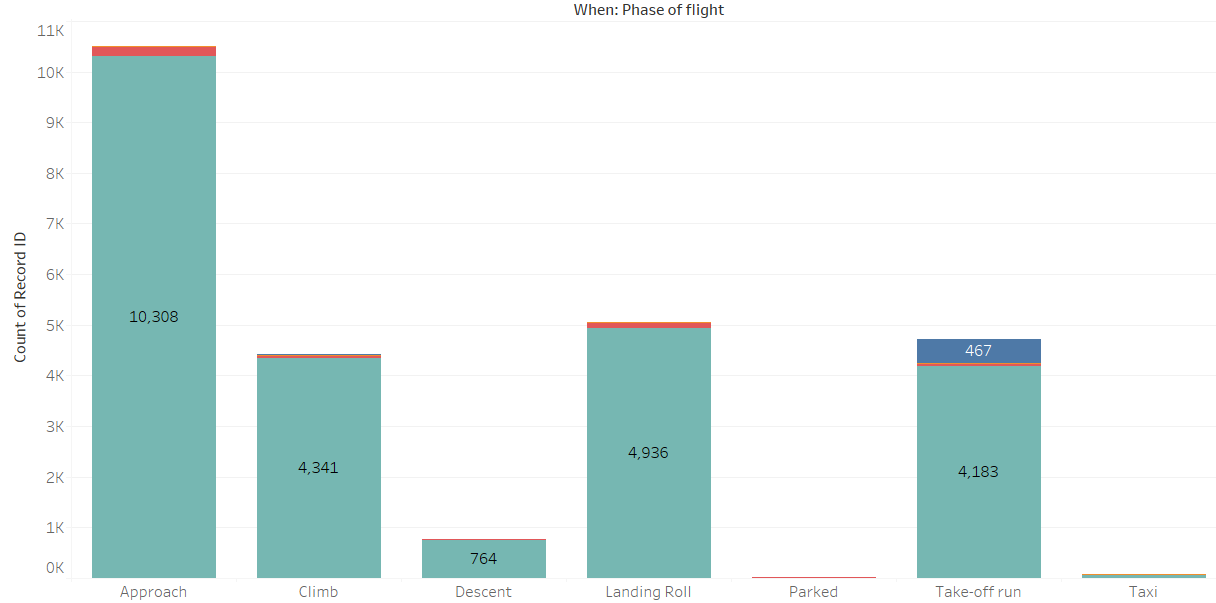 When: Phase of flight
Count of Record ID
11K
10K
9K
8K
7K
6K
5K
4K
3K
2K
1K
0K
10,308
4,341
764
4,936
467
4,183
Approach
Climb
Descent
Landing Roll
Parked
Take-off run
Taxi